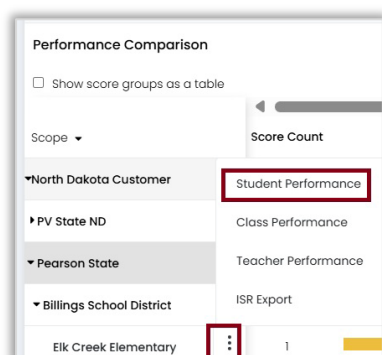 Performance Comparison
Show score groups as a table
Scope Score Count
North Dakota Customer Student Performance
PV State ND Class Performance
Pearson State Teacher Performance
Billings School District ISR Export
Elk Creek Elementary 1